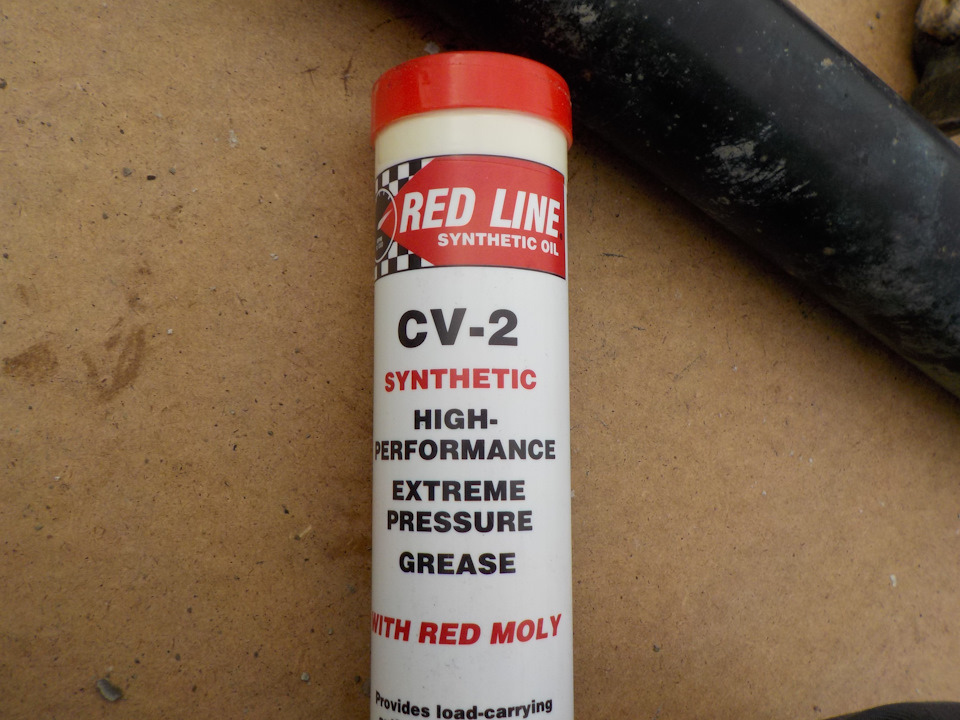 RED LINE
SYNTHETIC OIL
CV-2
SYNTHETIC
HIGH-
PERFORMANCE
EXTREME
PRESSURE
GREASE
WITH RED MOLY
Provides load-carrying